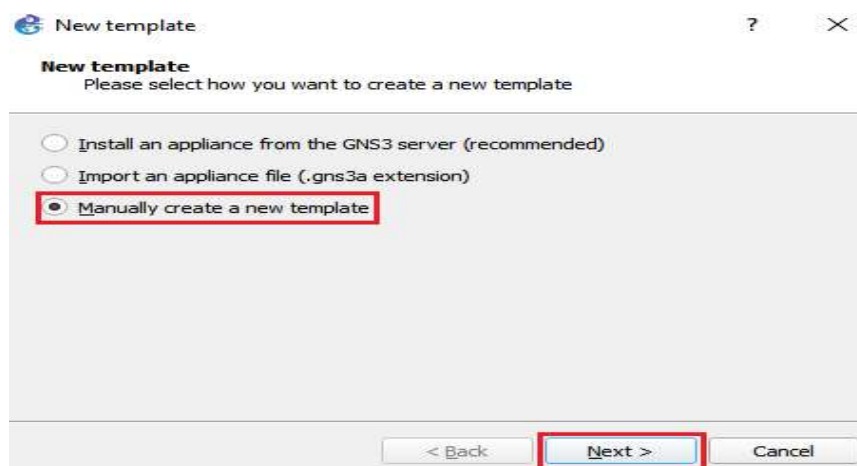 New template
? ×
New template
Please select how you want to create a new template
Install an appliance from the GNS3 server (recommended)
Import an appliance file (.gns3a extension)
Manually create a new template
< Back Next > Cancel